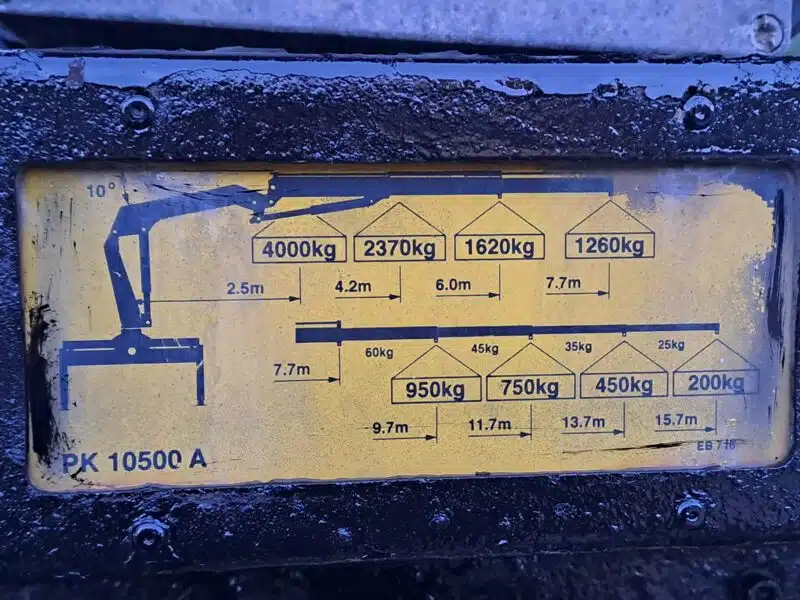 10°
4000kg 2370kg 1620kg 1260kg
2.5m 4.2m 6.0m 7.7m
60kg 45kg 35kg 25kg
7.7m
950kg 750kg 450kg 200kg
9.7m 11.7m 13.7m 15.7m
PK 10500 A
EB